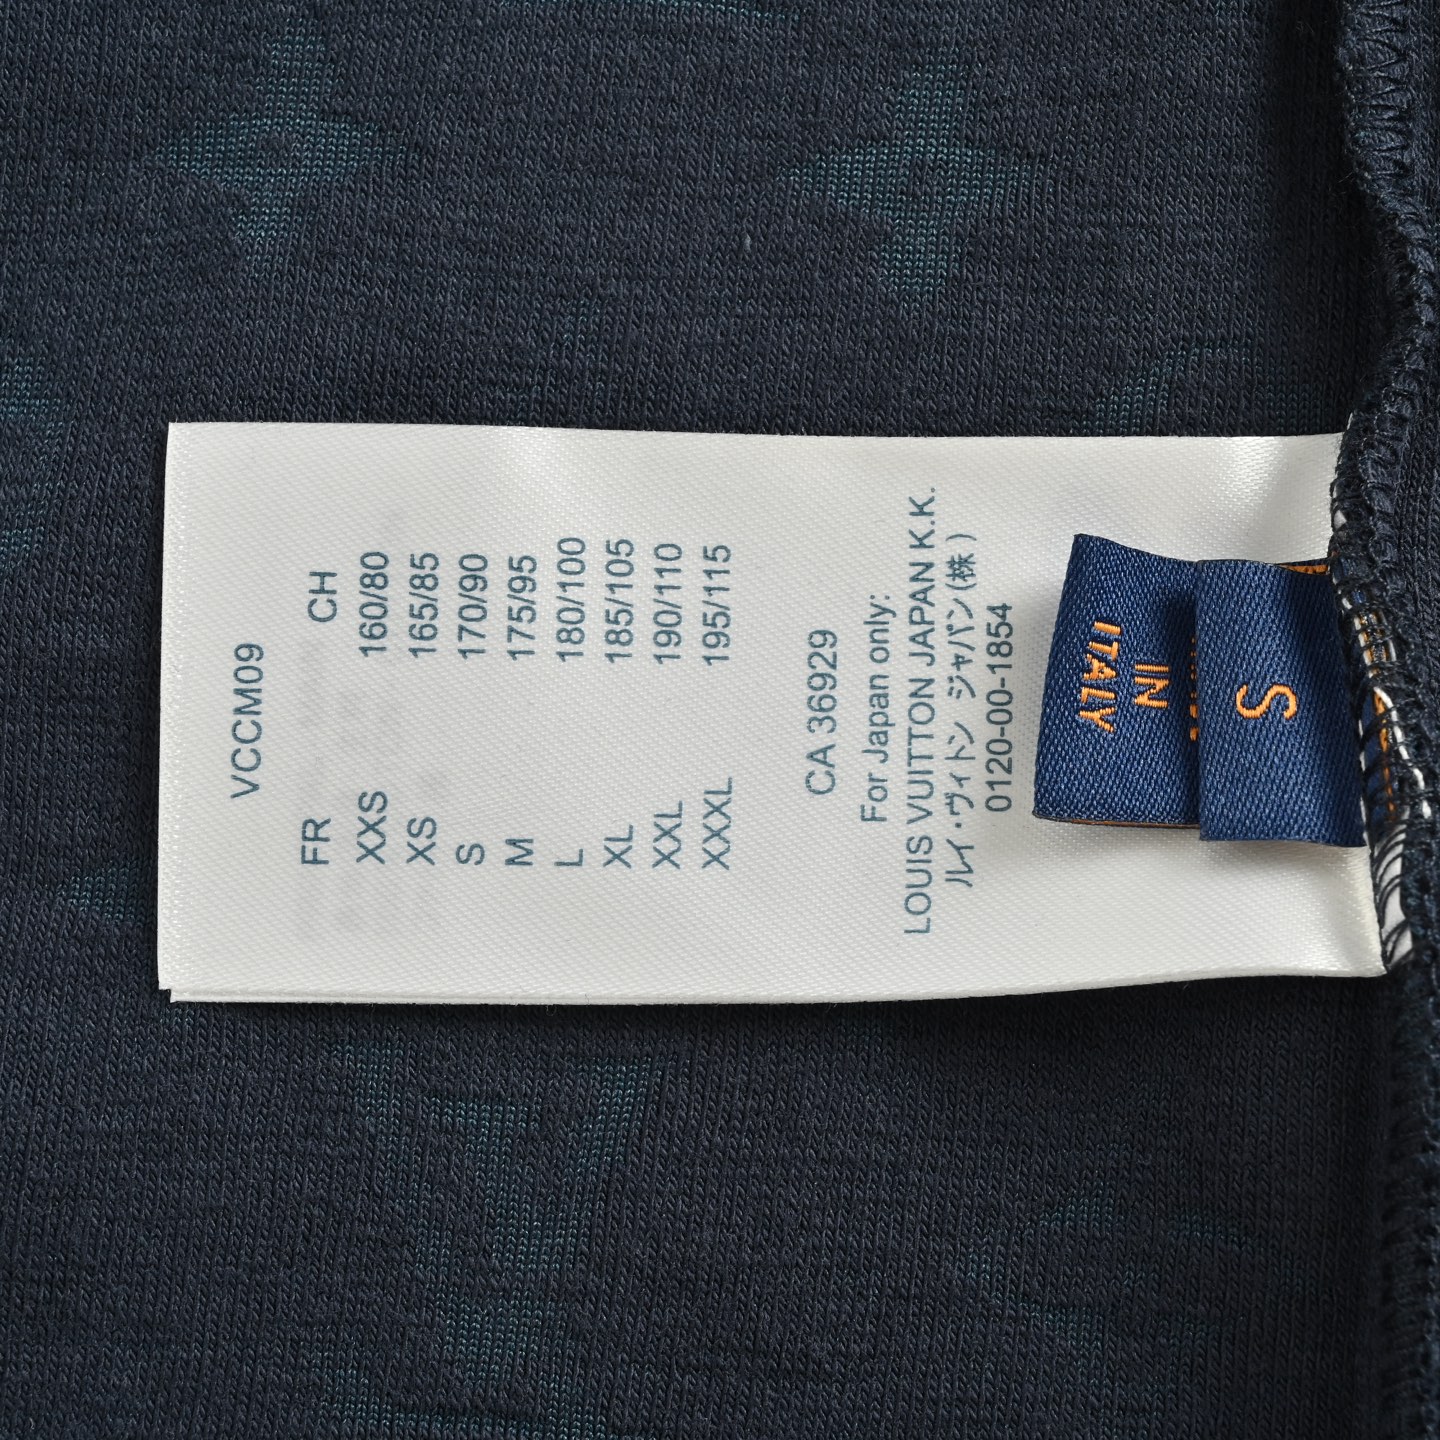 VCCM09
FR CH
XXS 160/80
XS 165/85
S 170/90
M 175/95
L 180/100
XL 185/105
XXL 190/110
XXXL 195/115
CA 36929
For Japan only:
LOUIS VUITTON JAPAN K.K.
ルイ・ヴィトン ジャパン(株)
0120-00-1854
S
IN
ITALY